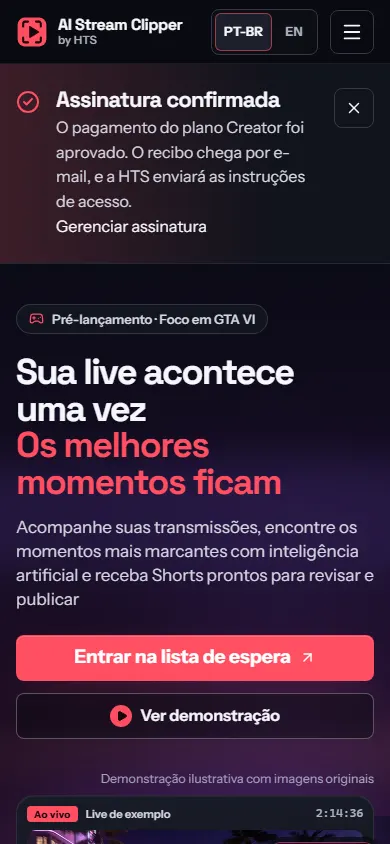 AI Stream Clipper
by HTS
PT-BR
EN
Assinatura confirmada
O pagamento do plano Creator foi
aprovado. O recibo chega por e-
mail, e a HTS enviará as instruções
de acesso.
Gerenciar assinatura
Pré-lançamento · Foco em GTA VI
Sua live acontece
uma vez
Os melhores
momentos ficam
Acompanhe suas transmissões, encontre os
momentos mais marcantes com inteligência
artificial e receba Shorts prontos para revisar e
publicar
Entrar na lista de espera
Ver demonstração
Demonstração ilustrativa com imagens originais
Ao vivo
Live de exemplo
2:14:36